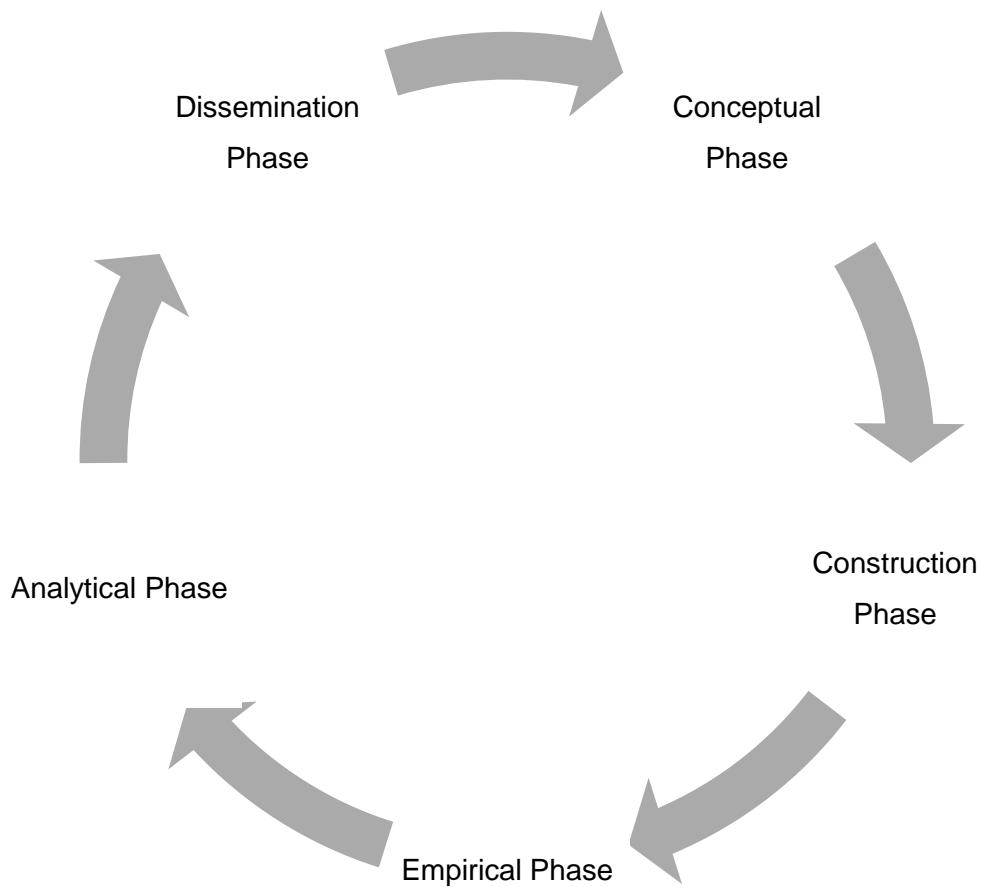 Dissemination
Phase
Conceptual
Phase
Construction
Phase
Empirical Phase
Analytical Phase